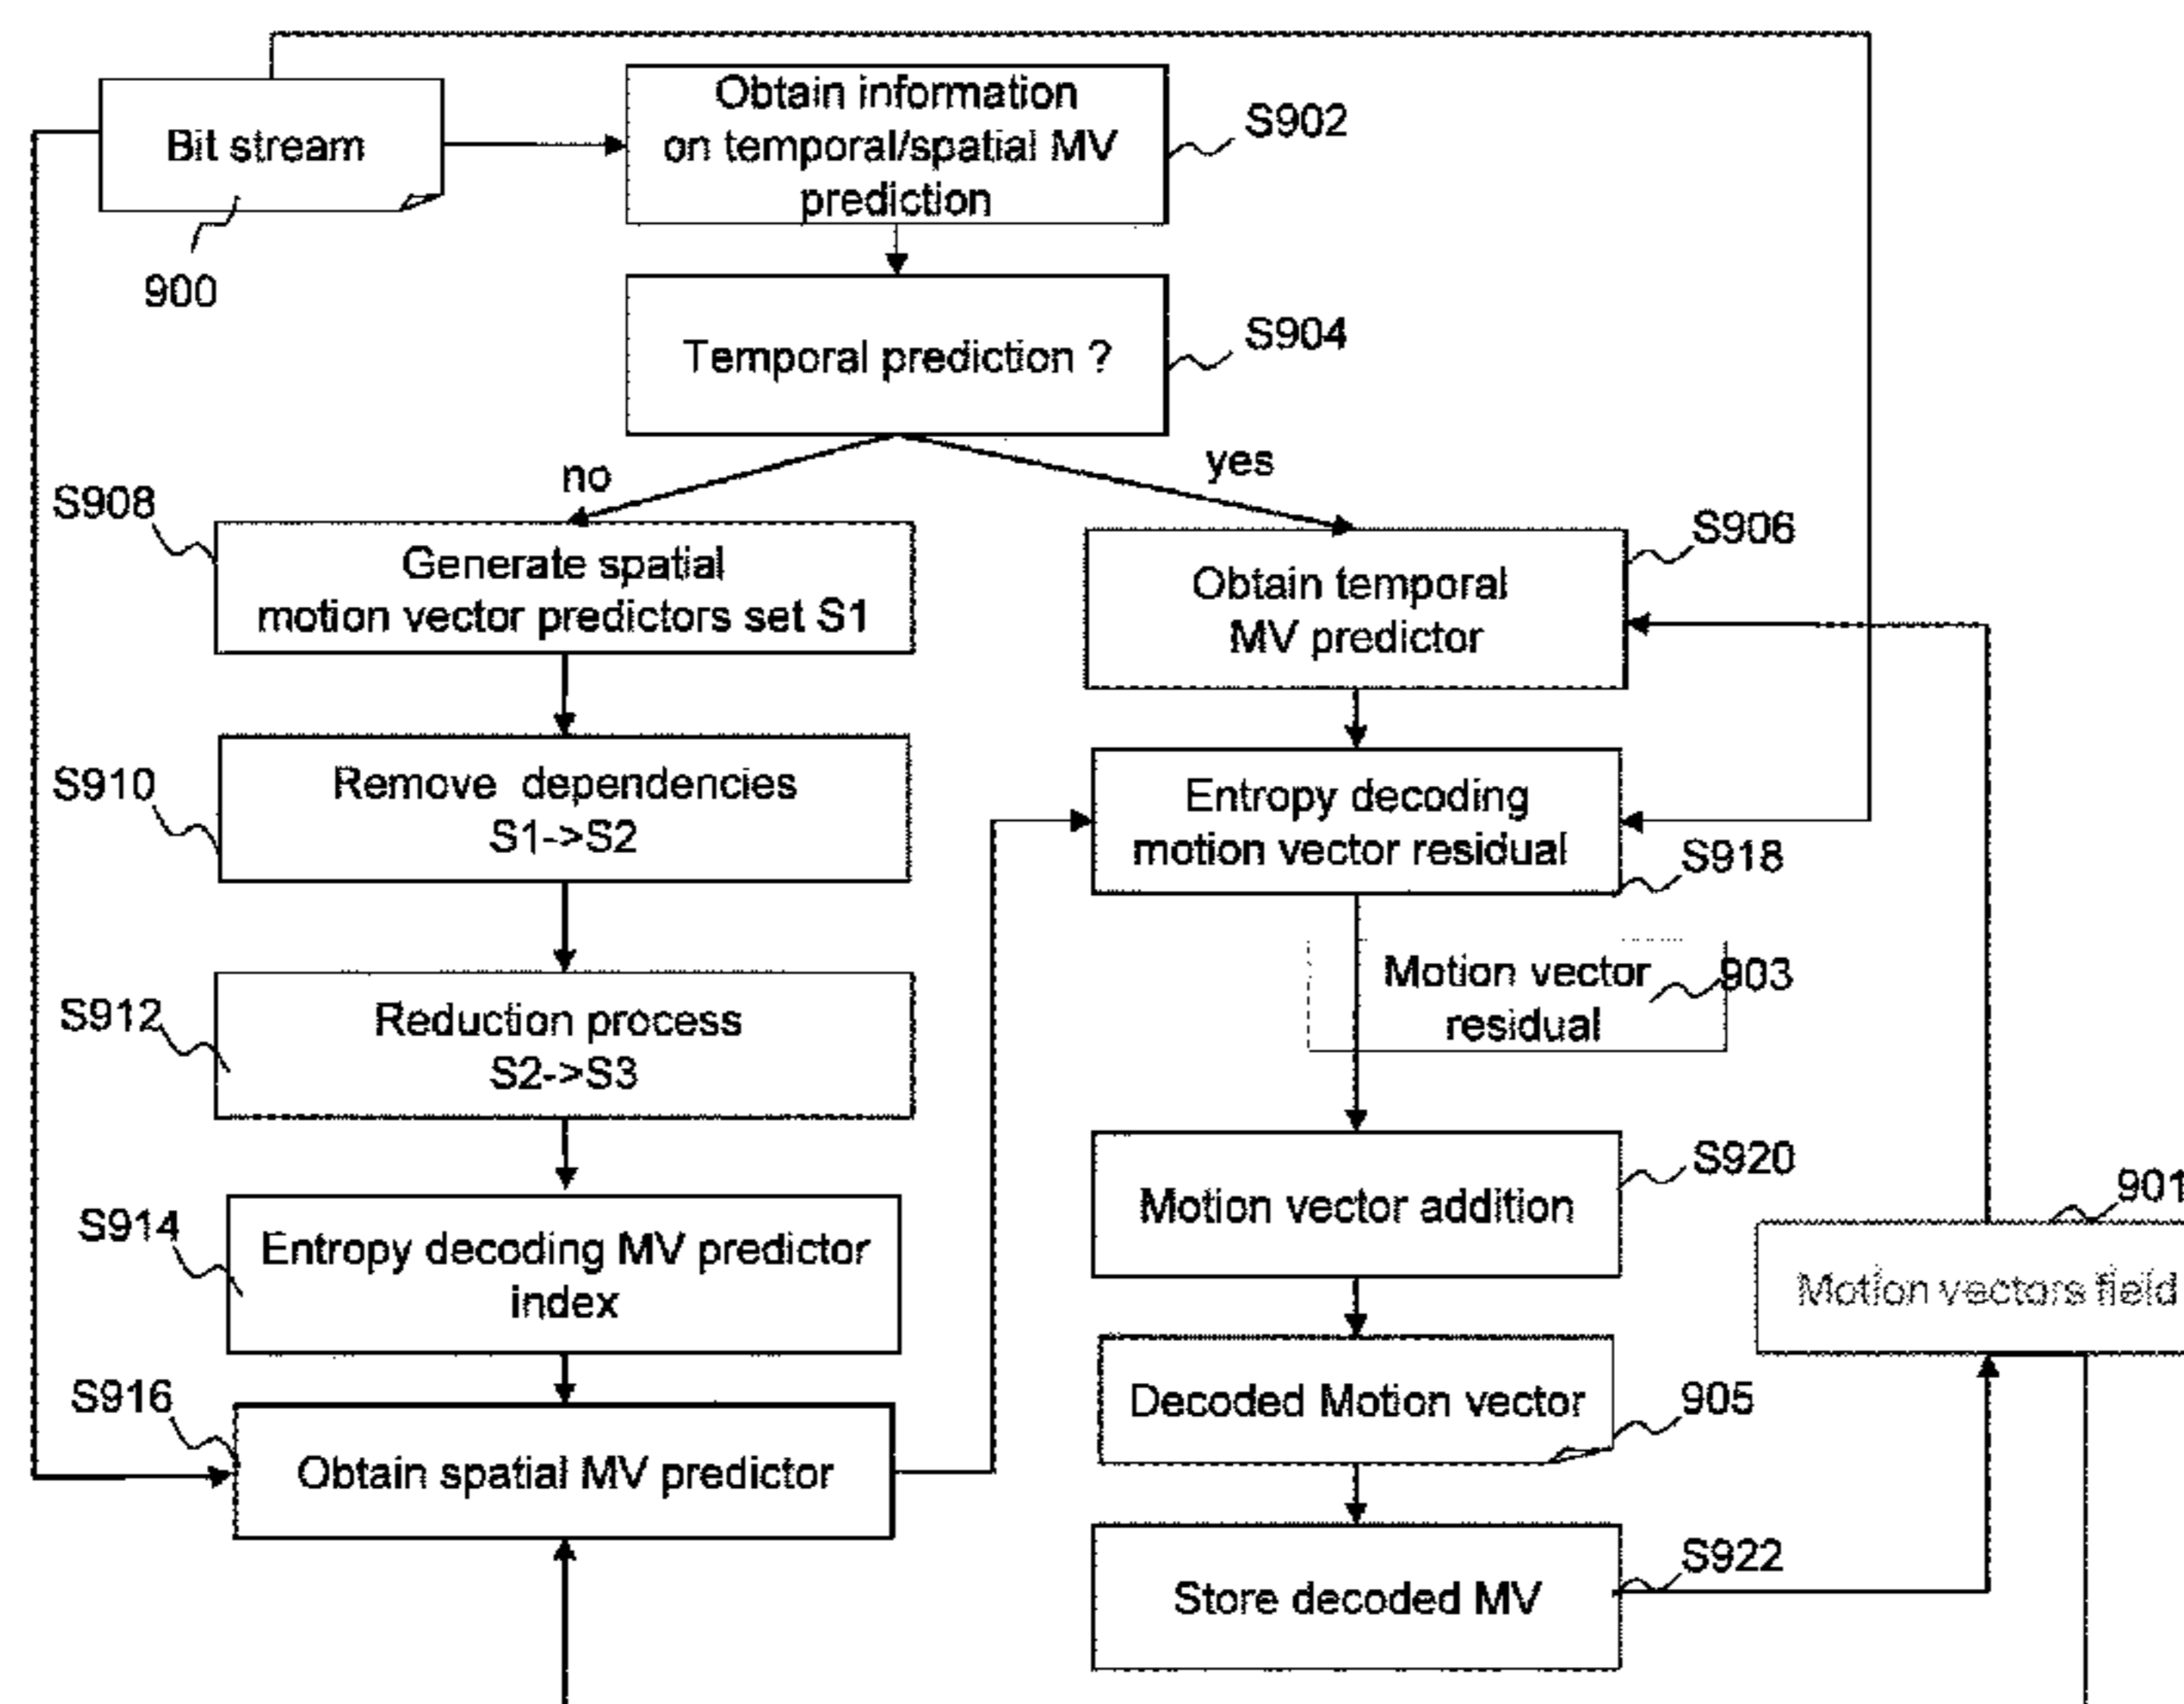 Bit stream
900
Obtain information
on temporal/spatial MV
prediction
S902
Temporal prediction ?
S904
no
yes
S908
Generate spatial
motion vector predictors set S1
S906
Obtain temporal
MV predictor
S910
Remove dependencies
S1->S2
Entropy decoding
motion vector residual
S918
S912
Reduction process
S2->S3
Motion vector
residual
903
S914
Entropy decoding MV predictor
index
Motion vector addition
S920
901
Motion vectors field
S916
Obtain spatial MV predictor
Decoded Motion vector
905
Store decoded MV
S922